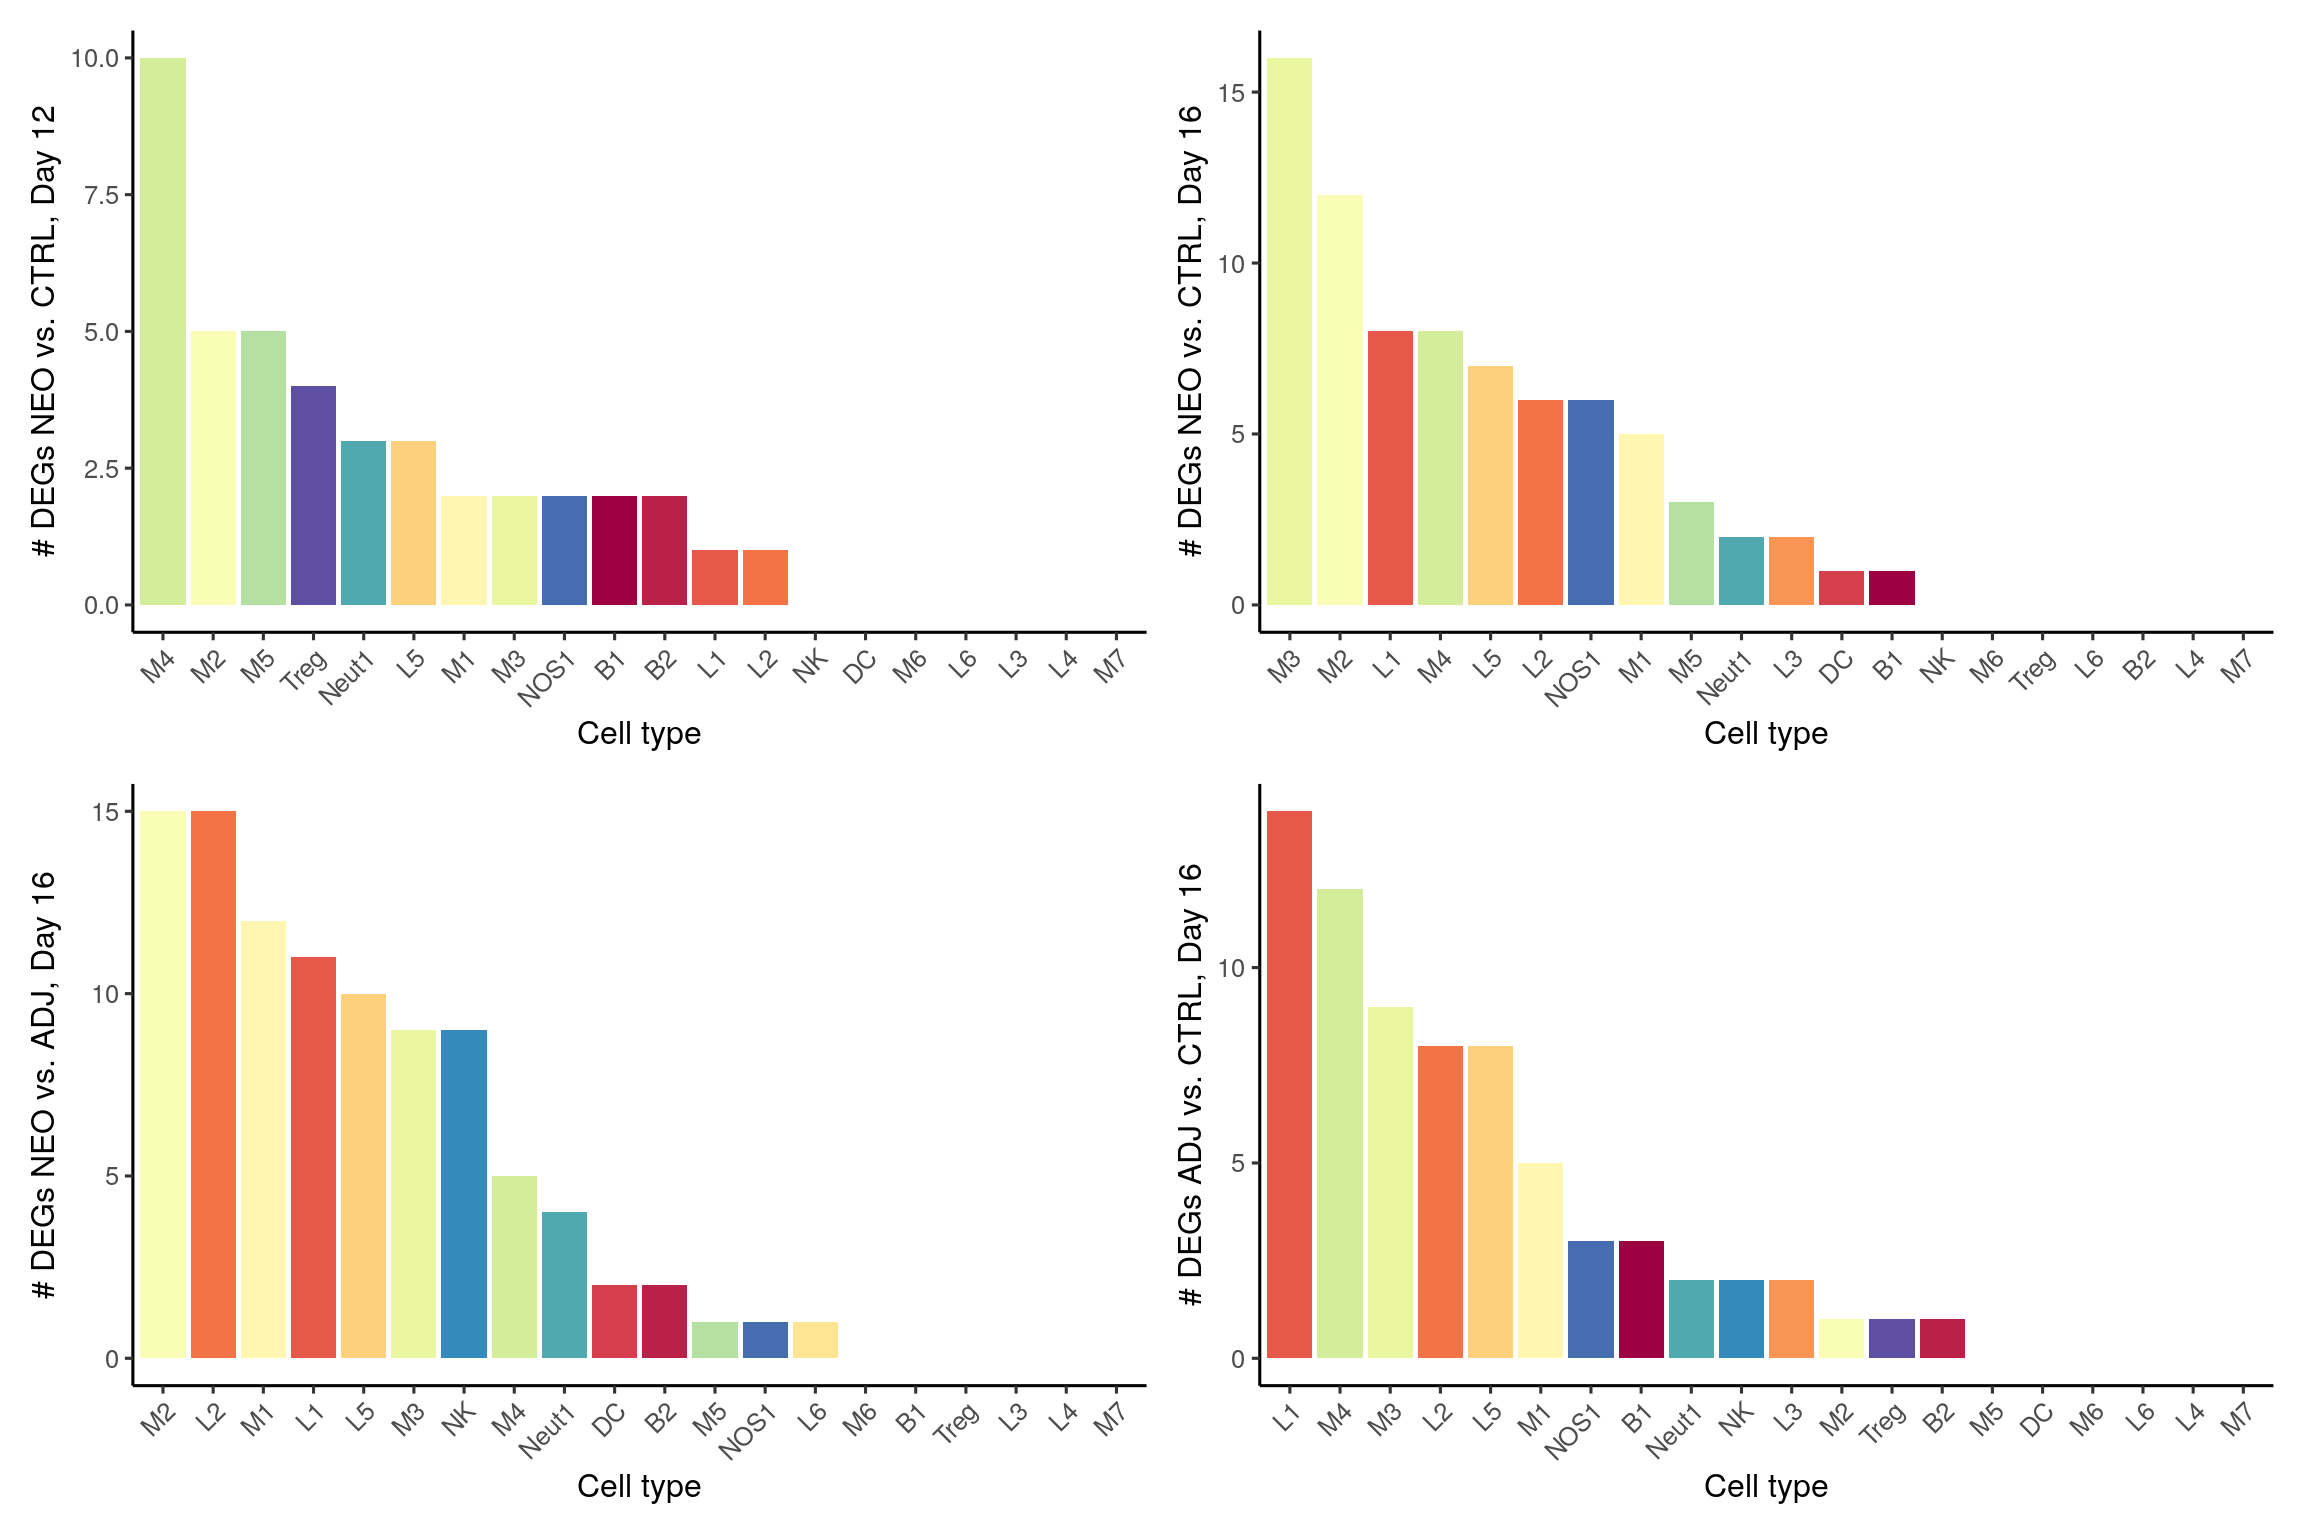 # DEGs NEO vs. CTRL, Day 12
10.0
7.5
5.0
2.5
0.0
M4 M2 M5 Treg Neut1 L5 M1 M3 NOS1 B1 B2 L1 L2 NK DC M6 L6 L3 L4 M7
Cell type
# DEGs NEO vs. CTRL, Day 16
15
10
5
0
M3 M2 L1 M4 L5 L2 NOS1 M1 M5 Neut1 L3 DC B1 NK M6 Treg L6 B2 L4 M7
Cell type
# DEGs NEO vs. ADJ, Day 16
15
10
5
0
M2 L2 M1 L1 L5 M3 NK M4 Neut1 DC B2 M5 NOS1 L6 M6 B1 Treg L3 L4 M7
Cell type
# DEGs ADJ vs. CTRL, Day 16
10
5
0
L1 M4 M3 L2 L5 M1 NOS1 B1 Neut1 NK L3 M2 Treg B2 M5 DC M6 L6 L4 M7
Cell type